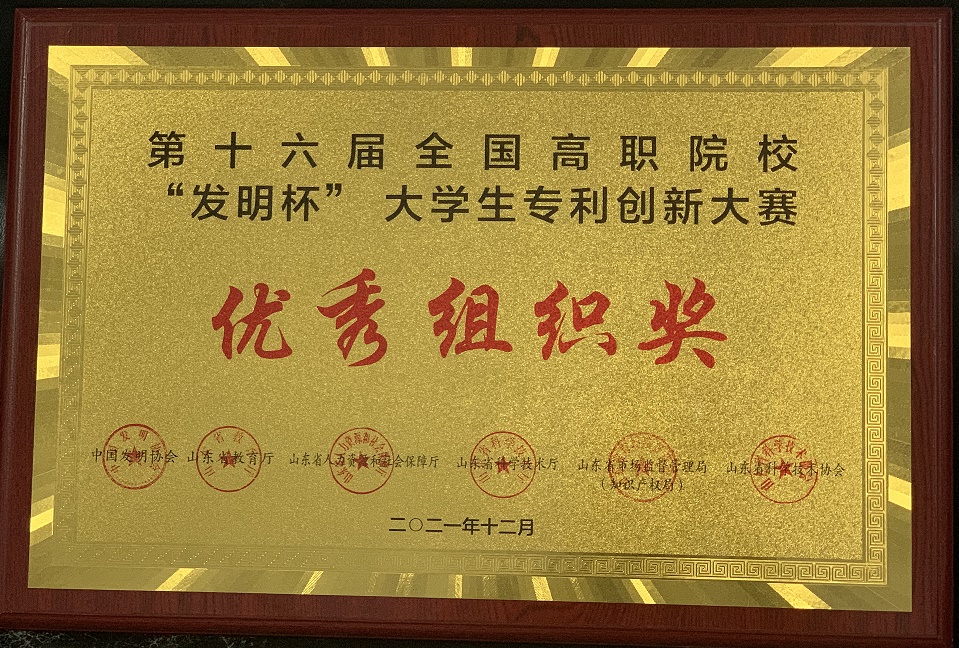 第十六届全国高职院校
“发明杯”大学生专利创新大赛
优秀组织奖
中国发明协会 山东省教育厅 山东省人力资源和社会保障厅 山东省科学技术厅 山东省市场监督管理局 山东省科学技术协会
（知识产权局）
二〇二一年十二月